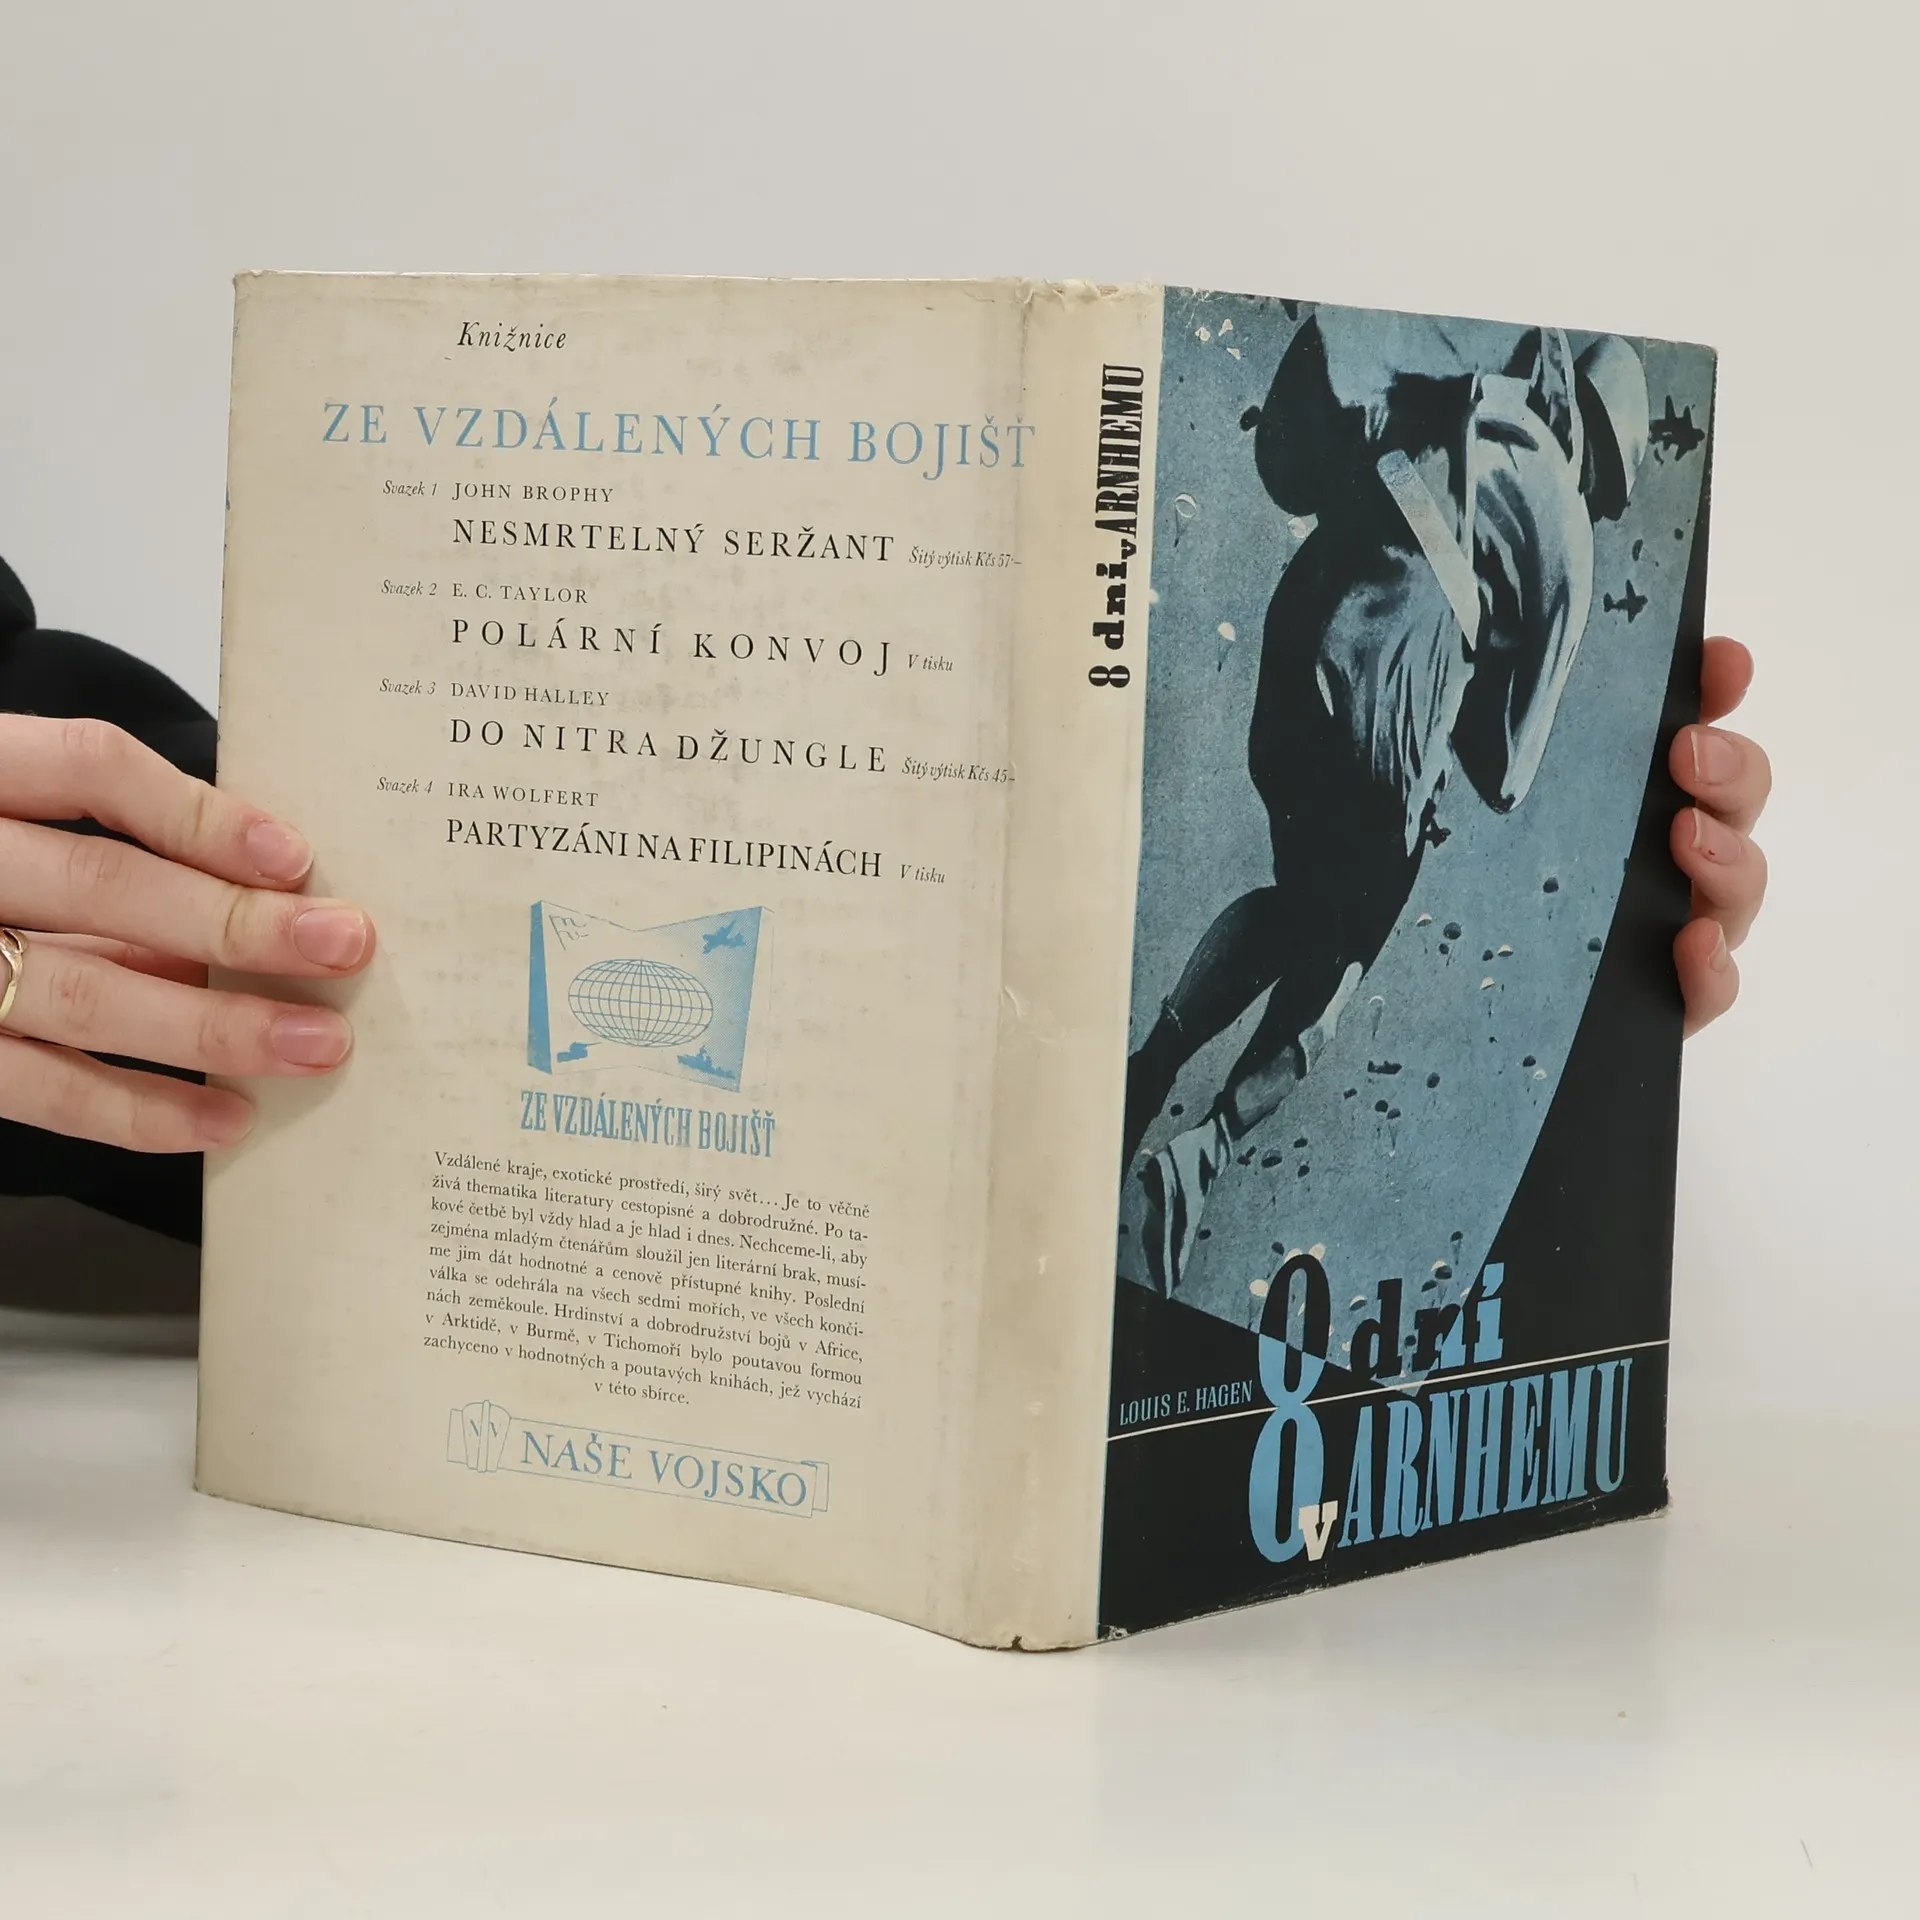 Knižnice
ZE VZDÁLENÝCH BOJIŠŤ
Svazek 1 JOHN BROPHY
NESMRTELNÝ SERŽANT Šitý výtisk Kčs 57·–
Svazek 2 E. C. TAYLOR
POLÁRNÍ KONVOJ V tisku
Svazek 3 DAVID HALLEY
DO NITRA DŽUNGLE Šitý výtisk Kčs 45–
Svazek 4 IRA WOLFERT
PARTYZÁNI NA FILIPINÁCH V tisku
nv
ZE VZDÁLENÝCH BOJIŠŤ
Vzdálené kraje, exotické prostředí, širý svět... Je to věčně
živá thematika literatury cestopisné a dobrodružné. Po ta-
kové četbě byl vždy hlad a je hlad i dnes. Nechceme-li, aby
zejména mladým čtenářům sloužil jen literární brak, musí-
me jim dát hodnotné a cenově přístupné knihy. Poslední
válka se odehrála na všech sedmi mořích, ve všech konči-
nách zeměkoule. Hrdinství a dobrodružství bojů v Africe,
v Arktidě, v Burmě, v Tichomoří bylo poutavou formou
zachyceno v hodnotných a poutavých knihách, jež vychází
v této sbírce.
NV NAŠE VOJSKO
8 dní v ARNHEMU
LOUIS E. HAGEN
8 dní
v ARNHEMU